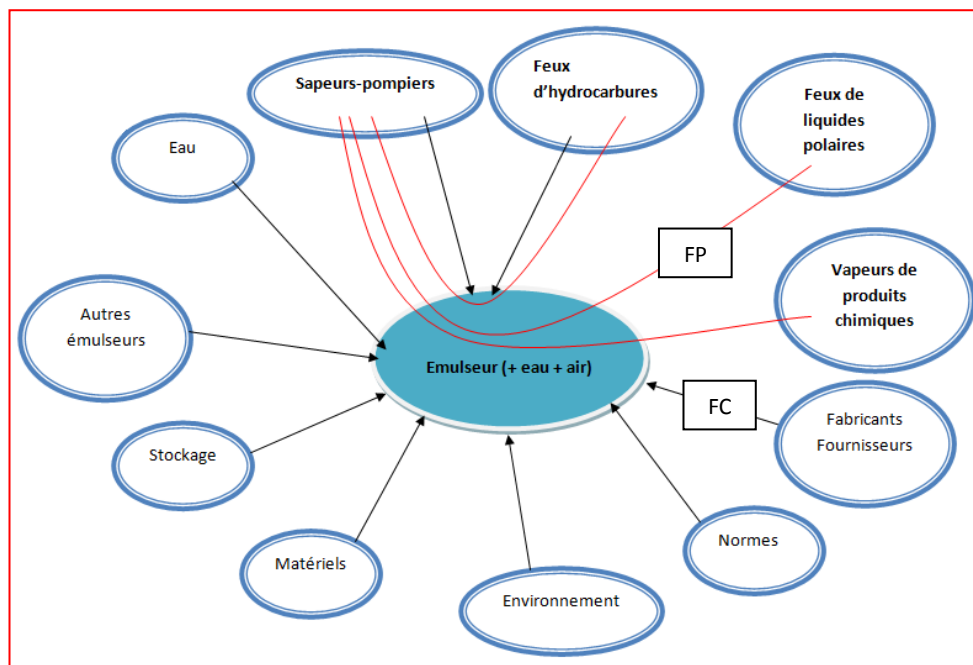 Sapeurs-pompiers
Feux
d’hydrocarbures
Feux de
liquides
polaires
Eau
FP
Vapeurs de
produits
chimiques
Autres
émulseurs
Emulseur (+ eau + air)
FC
Fabricants
Fournisseurs
Stockage
Normes
Matériels
Environnement